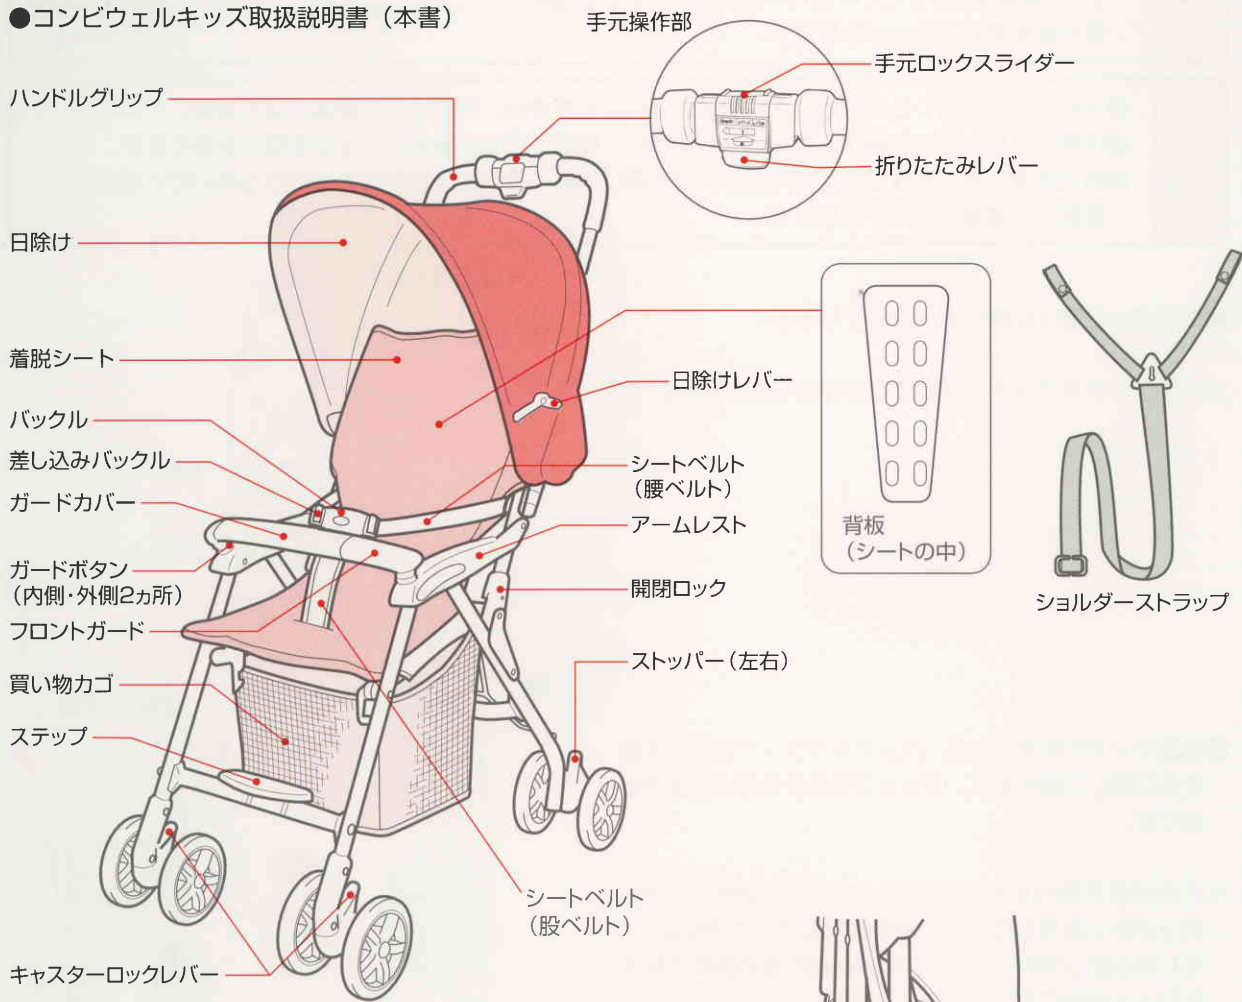 ●コンビウェルキッズ取扱説明書（本書）
手元操作部
手元ロックスライダー
折りたたみレバー
ハンドルグリップ
日除け
着脱シート
バックル
差し込みバックル
ガードカバー
ガードボタン
（内側・外側2ヵ所）
フロントガード
買い物カゴ
ステップ
キャスターロックレバー
日除けレバー
シートベルト
（腰ベルト）
アームレスト
開閉ロック
ストッパー（左右）
シートベルト
（股ベルト）
背板
（シートの中）
ショルダーストラップ